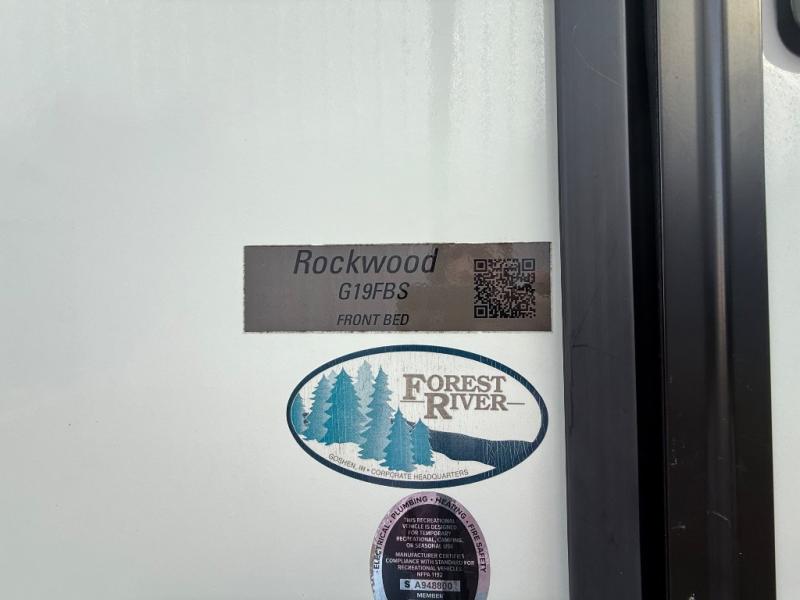 Rockwood
G19FBS
FRONT BED
FOREST
RIVER
GOSHEN, IN • CORPORATE HEADQUARTERS
ELECTRICAL • PLUMBING • HEATING • FIRE SAFETY
THIS RECREATIONAL
VEHICLE IS DESIGNED
FOR TEMPORARY
RECREATIONAL, CAMPING,
OR SEASONAL USE
MANUFACTURER CERTIFIES
COMPLIANCE WITH STANDARD FOR
RECREATIONAL VEHICLES
NFPA 1192
S A948800
MEMBER